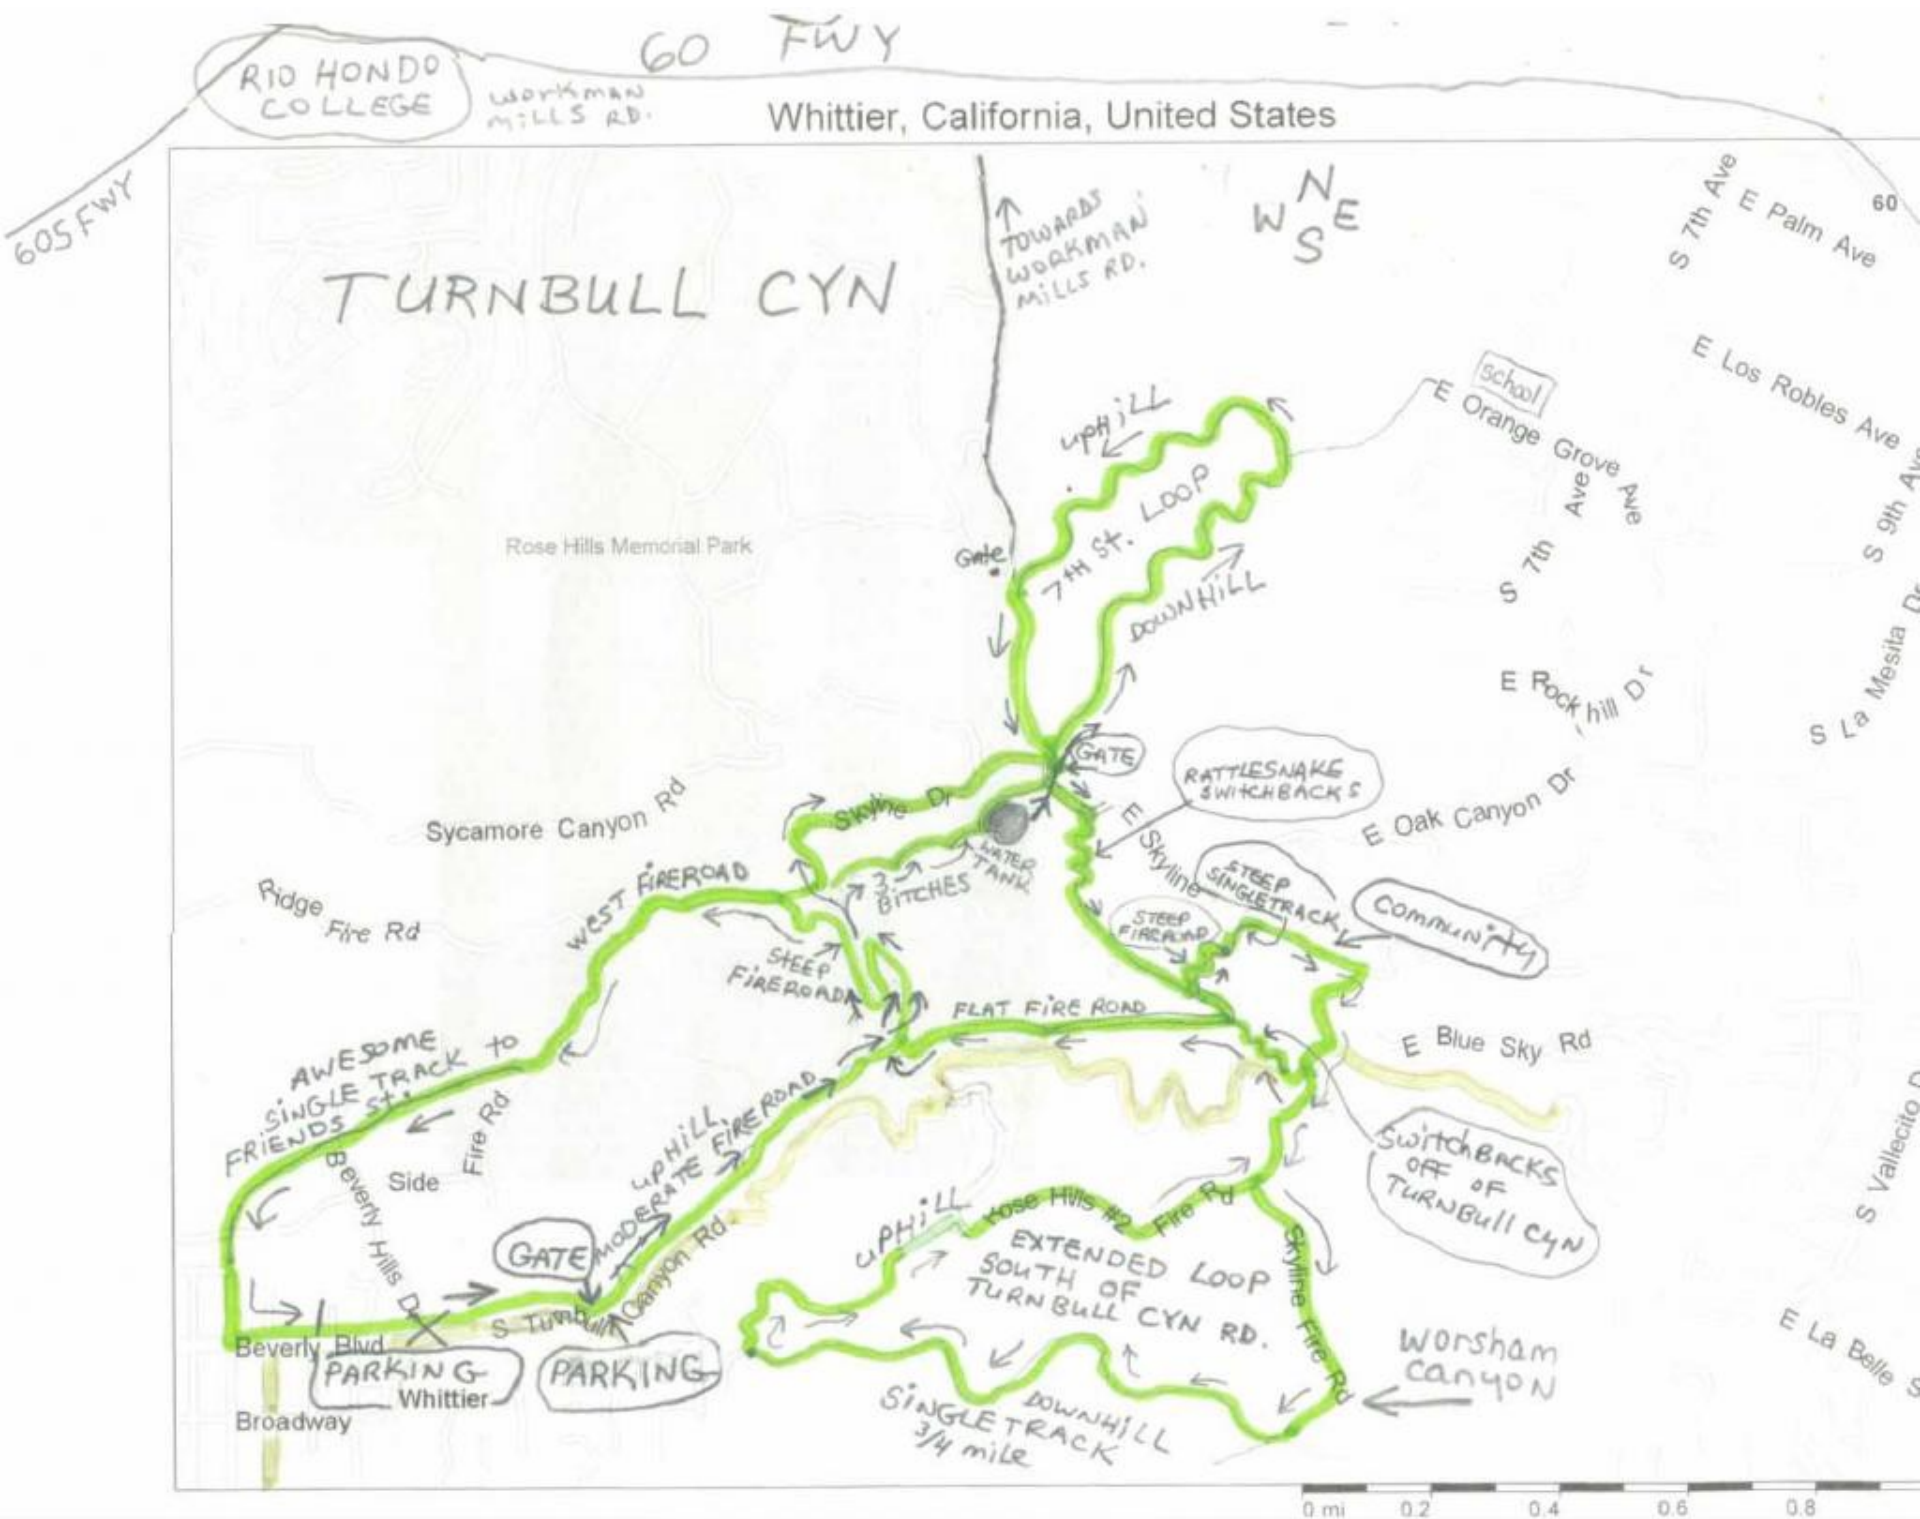 60 FWY
RIO HONDO
COLLEGE
WORKMAN
MILLS RD.
Whittier, California, United States
605 FWY
N
W E
S
TOWARDS
WORKMAN
MILLS RD.
S 7th Ave
E Palm Ave
60
TURNBULL CYN
E Los Robles Ave
School
E Orange Grove Ave
UPHILL
7TH ST. LOOP
S 7th Ave
S 9th Ave
Rose Hills Memorial Park
Gate
DOWNHILL
E Rock hill Dr
S La Mesita Dr
GATE
RATTLESNAKE
SWITCHBACKS
E Oak Canyon Dr
Sycamore Canyon Rd
Skyline Dr
E Skyline
WATER
TANK
3
BITCHES
WEST FIREROAD
Ridge
Fire Rd
STEEP
SINGLETRACK
COMMUNITY
STEEP
FIREROAD
STEEP
FIREROAD
FLAT FIRE ROAD
E Blue Sky Rd
AWESOME
SINGLE TRACK to
FRIENDS St.
Fire Rd
Side
Beverly Hills Dr
UPHILL
MODERATE FIREROAD
SWITCHBACKS
OFF OF
TURNBULL CYN
S Vallecito D
UPHILL
Rose Hills #2 Fire Rd
EXTENDED LOOP
SOUTH OF
TURNBULL CYN RD.
Skyline Fire Rd
GATE
S Turnbull Canyon Rd
Beverly Blvd
PARKING
PARKING
Whittier
Broadway
WORSHAM
CANYON
E La Belle S
DOWNHILL
SINGLETRACK
3/4 mile
0 mi 0.2 0.4 0.6 0.8